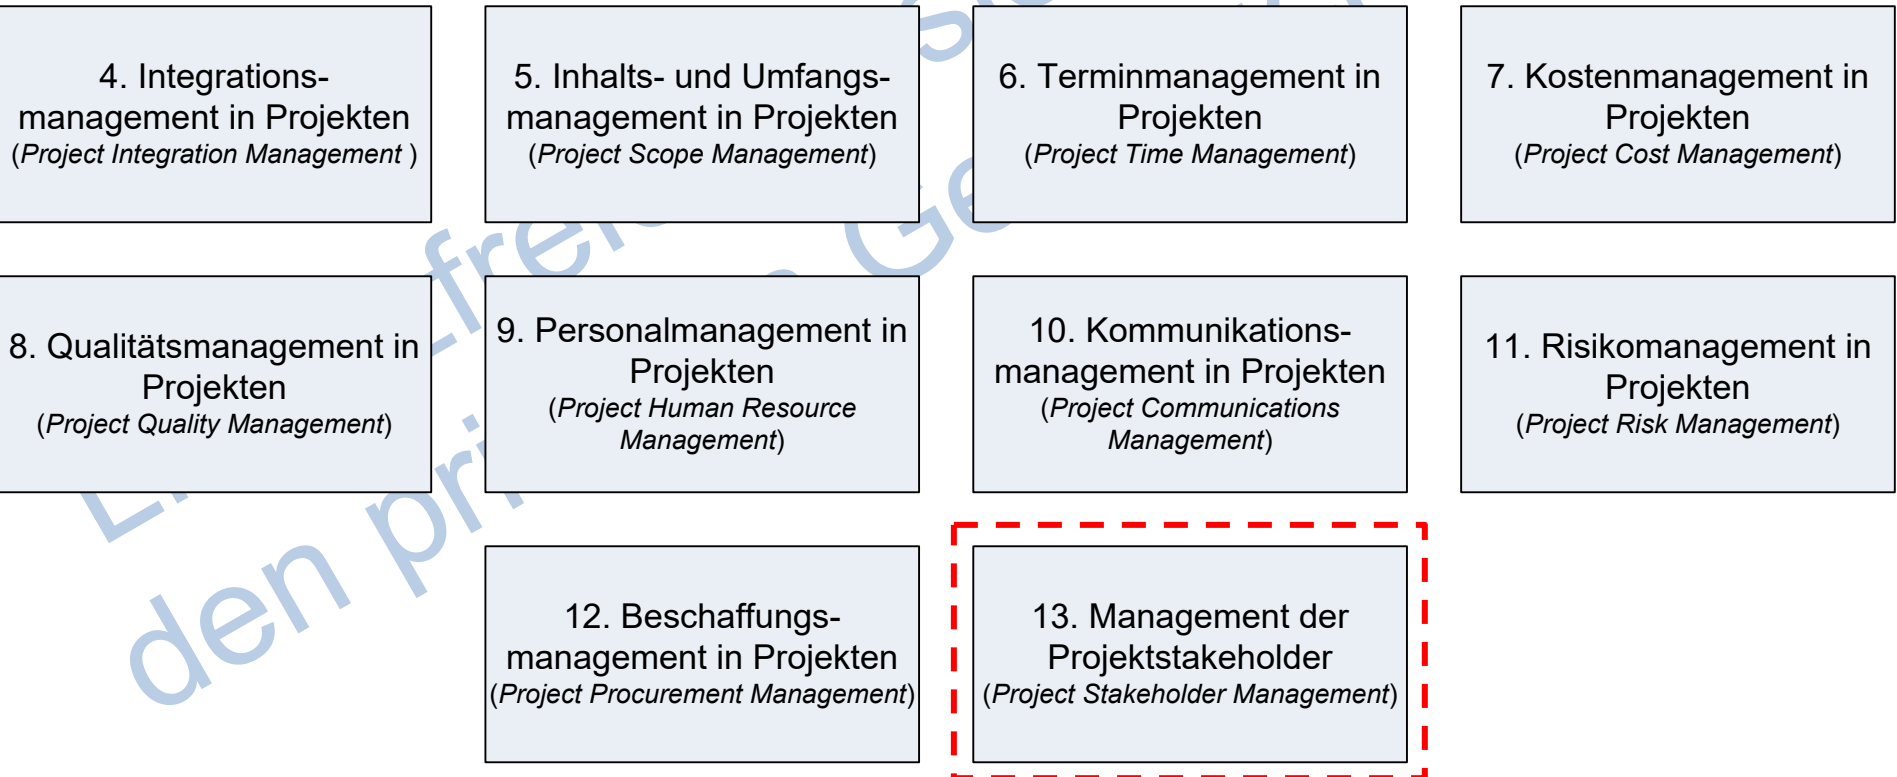 4. Integrations-
management in Projekten
(Project Integration Management )
5. Inhalts- und Umfangs-
management in Projekten
(Project Scope Management)
6. Terminmanagement in
Projekten
(Project Time Management)
7. Kostenmanagement in
Projekten
(Project Cost Management)
8. Qualitätsmanagement in
Projekten
(Project Quality Management)
9. Personalmanagement in
Projekten
(Project Human Resource
Management)
10. Kommunikations-
management in Projekten
(Project Communications
Management)
11. Risikomanagement in
Projekten
(Project Risk Management)
12. Beschaffungs-
management in Projekten
(Project Procurement Management)
13. Management der
Projektstakeholder
(Project Stakeholder Management)
den